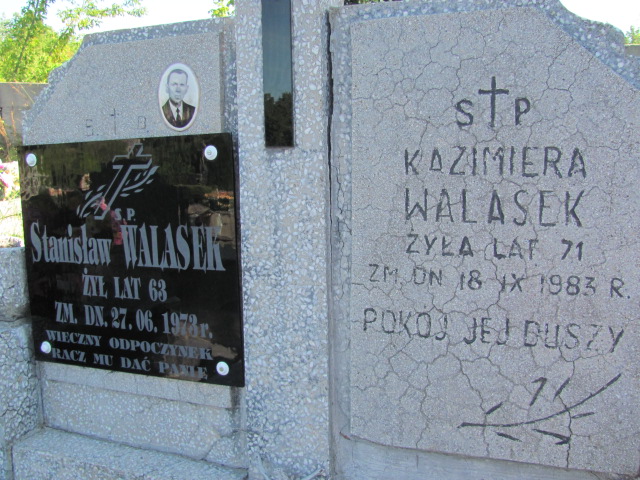 S P
Ś.P.
Stanisław WALASEK
ŻYŁ LAT 63
ZM. DN. 27.06.1973r.
WIECZNY ODPOCZYNEK
RACZ MU DAĆ PANIE
Ś P
KAZIMIERA
WALASEK
ŻYŁA LAT 71
ZM. DN 18 IX 1983 R.
POKÓJ JEJ DUSZY